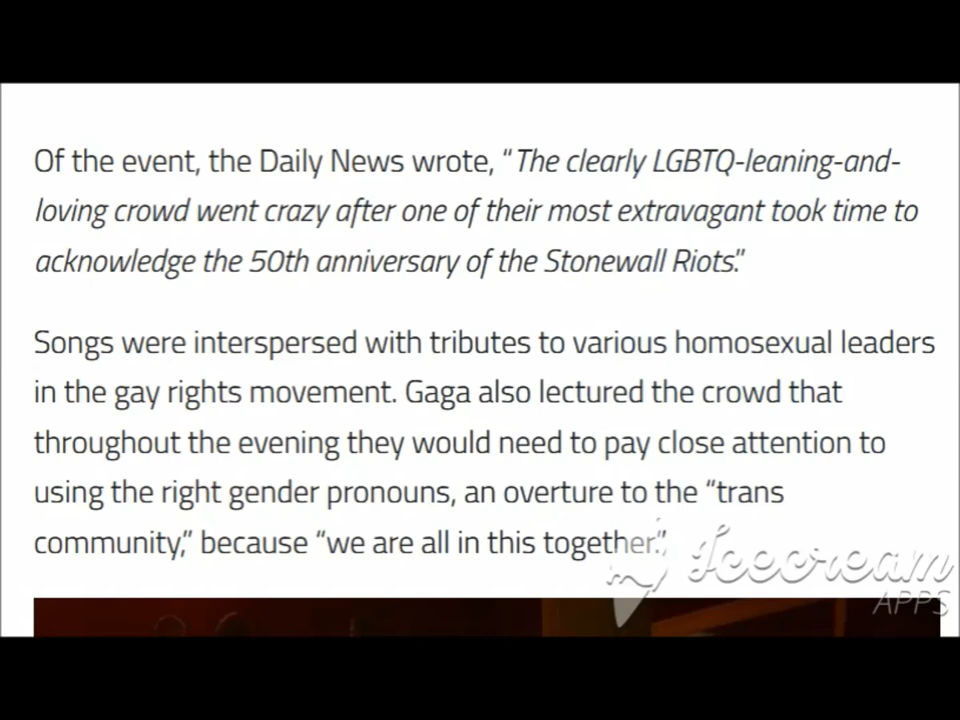 Of the event, the Daily News wrote, “The clearly LGBTQ-leaning-and-
loving crowd went crazy after one of their most extravagant took time to
acknowledge the 50th anniversary of the Stonewall Riots.”
Songs were interspersed with tributes to various homosexual leaders
in the gay rights movement. Gaga also lectured the crowd that
throughout the evening they would need to pay close attention to
using the right gender pronouns, an overture to the “trans
community,” because “we are all in this together.”
Icecream
APPS